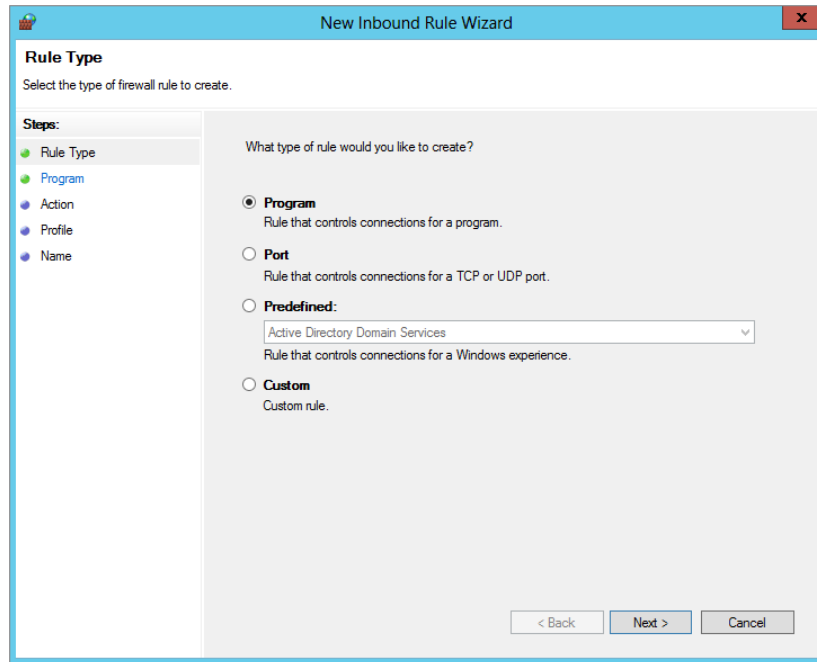 New Inbound Rule Wizard
x
Rule Type
Select the type of firewall rule to create.
Steps:
Rule Type
Program
Action
Profile
Name
What type of rule would you like to create?
Program
Rule that controls connections for a program.
Port
Rule that controls connections for a TCP or UDP port.
Predefined:
Active Directory Domain Services
Rule that controls connections for a Windows experience.
Custom
Custom rule.
< Back
Next >
Cancel